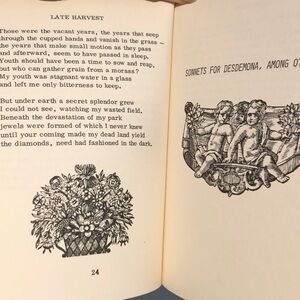 LATE HARVEST
Those were the vacant years, the years that seep
through the cupped hands and vanish in the grass —
the years that make small motion as they pass
and afterward, seem to have been asleep.
Youth should have been a time to sow and reap,
but who can gather grain from a morass?
My youth was stagnant water in a glass
and left me only bitterness to keep.
But under earth a secret splendor grew
I could not see, watching my wasted field.
Beneath the devastation of my park
jewels were formed of which I never knew
until your coming made my dead land yield
the diamonds, need had fashioned in the dark.
24
SONNETS FOR DESDEMONA, AMONG OT